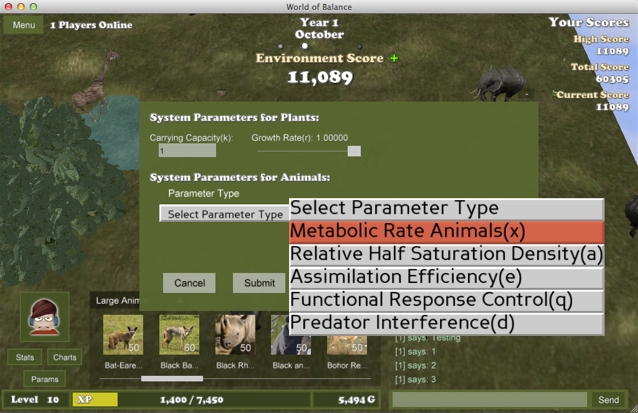 World of Balance
Menu
1 Players Online
Year 1
October
Environment Score +
11,089
Your Scores
High Score
11089
Total Score
60305
Current Score
11089
System Parameters for Plants:
Carrying Capacity(k):
Growth Rate(r): 1.00000
1
System Parameters for Animals:
Parameter Type
Select Parameter Type
Select Parameter Type
Metabolic Rate Animals(x)
Relative Half Saturation Density(a)
Assimilation Efficiency(e)
Functional Response Control(q)
Predator Interference(d)
Cancel
Submit
Large Anim
50
60
50
50
50
Bat-Eare...
Black Ba...
Black Rh...
Black an...
Bohor Re...
[1] says: Testing
[1] says: 1
[1] says: 2
[1] says: 3
Stats
Charts
Params
Level 10
XP
1,400 / 7,450
5,494 G
Send